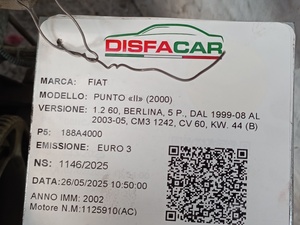 DISFACAR
MARCA: FIAT
MODELLO: PUNTO «II» (2000)
VERSIONE: 1.2 60, BERLINA, 5 P., DAL 1999-08 AL
2003-05, CM3 1242, CV 60, KW. 44 (B)
P5: 188A4000
EMISSIONE: EURO 3
NS: 1146/2025
DATA:26/05/2025 10:50:00
ANNO IMM: 2002
Motore N.M:1125910(AC)